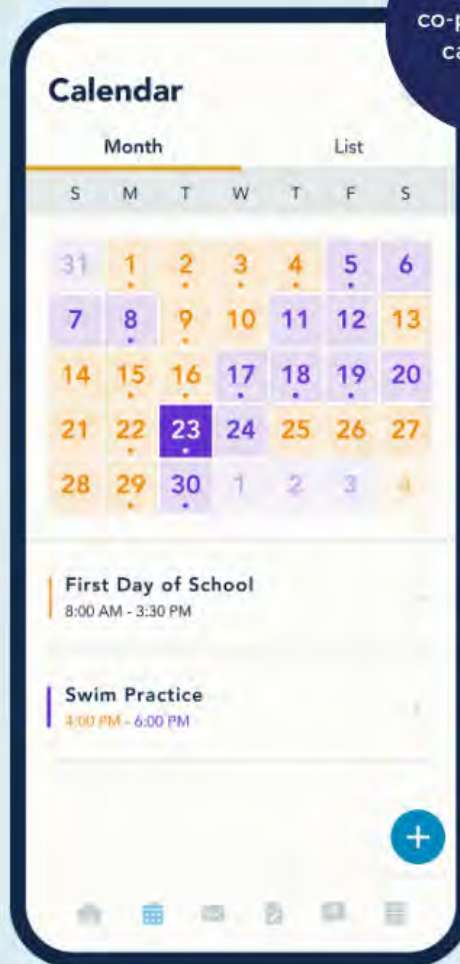 co-p
ca
Calendar
Month List
S M T W T F S
31 1 2 3 4 5 6
7 8 9 10 11 12 13
14 15 16 17 18 19 20
21 22 23 24 25 26 27
28 29 30 1 2 3 4
First Day of School
8:00 AM - 3:30 PM
Swim Practice
4:00 PM - 6:00 PM
+